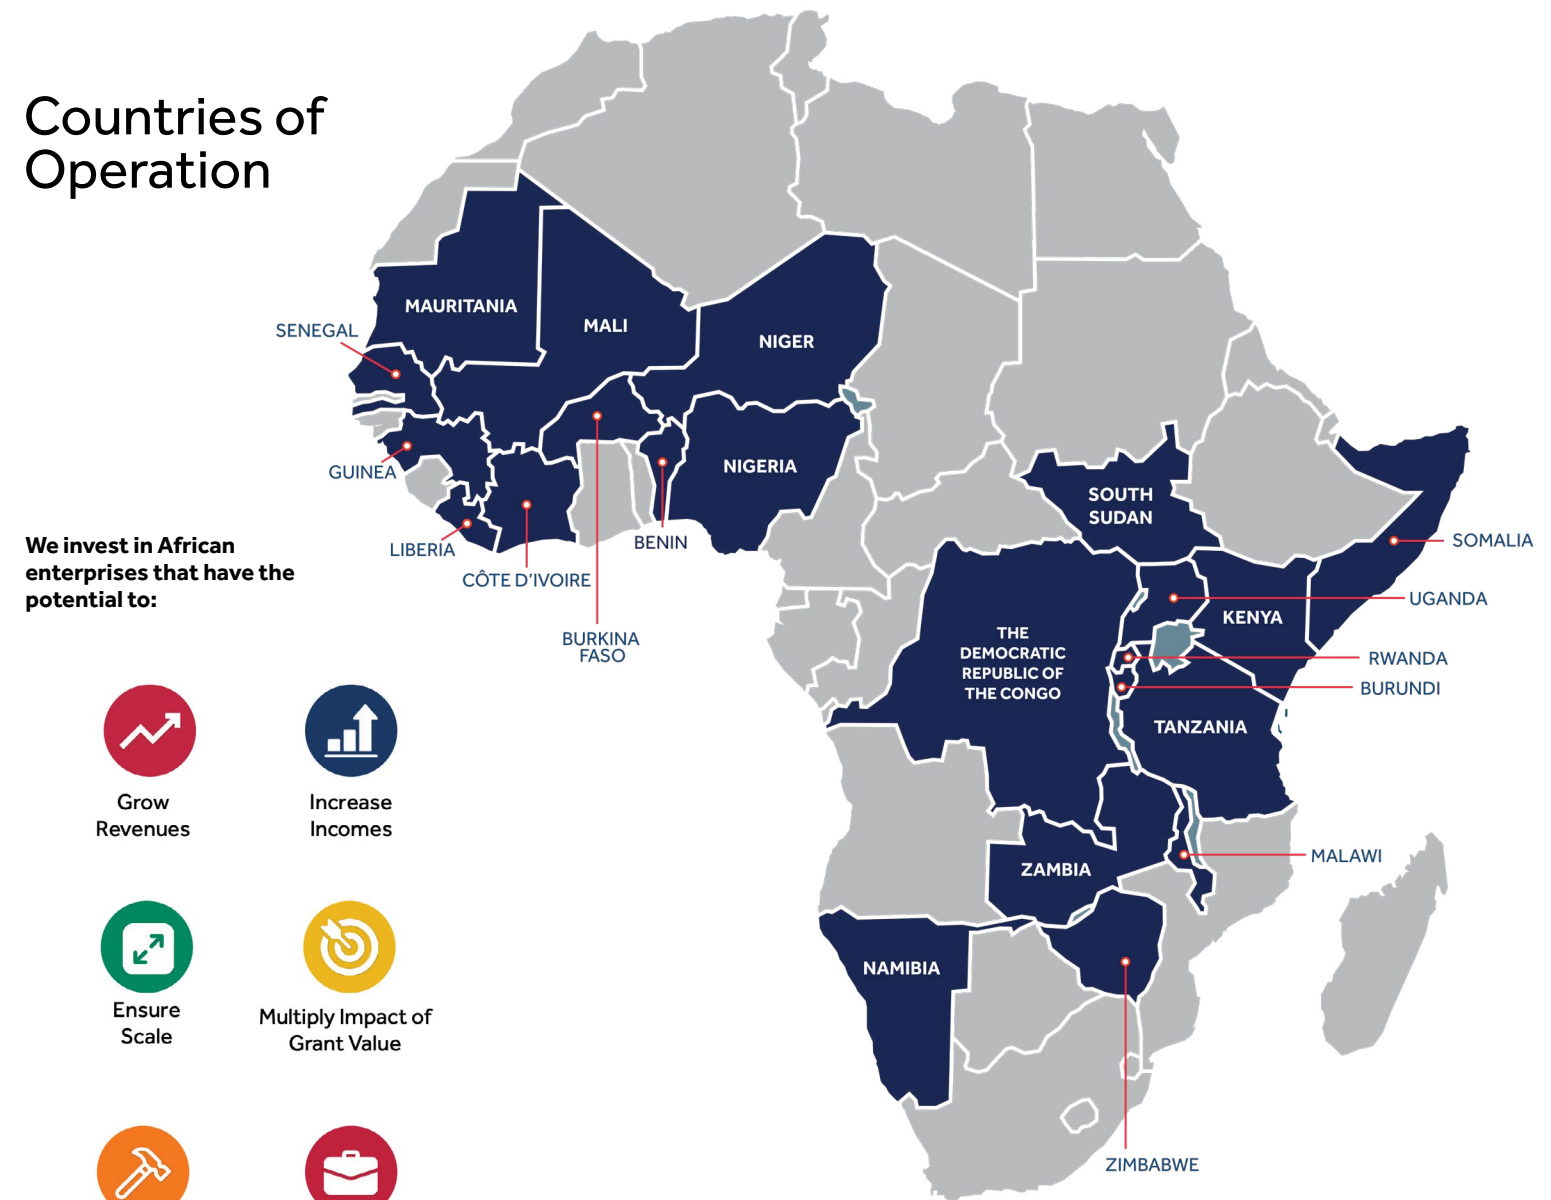 Countries of
Operation
MAURITANIA
SENEGAL
MALI
NIGER
GUINEA
NIGERIA
SOUTH
SUDAN
LIBERIA
BENIN
CÔTE D'IVOIRE
BURKINA
FASO
SOMALIA
UGANDA
KENYA
THE
DEMOCRATIC
REPUBLIC OF
THE CONGO
RWANDA
BURUNDI
TANZANIA
MALAWI
ZAMBIA
NAMIBIA
ZIMBABWE
We invest in African
enterprises that have the
potential to:
Grow
Revenues
Increase
Incomes
Ensure
Scale
Multiply Impact of
Grant Value